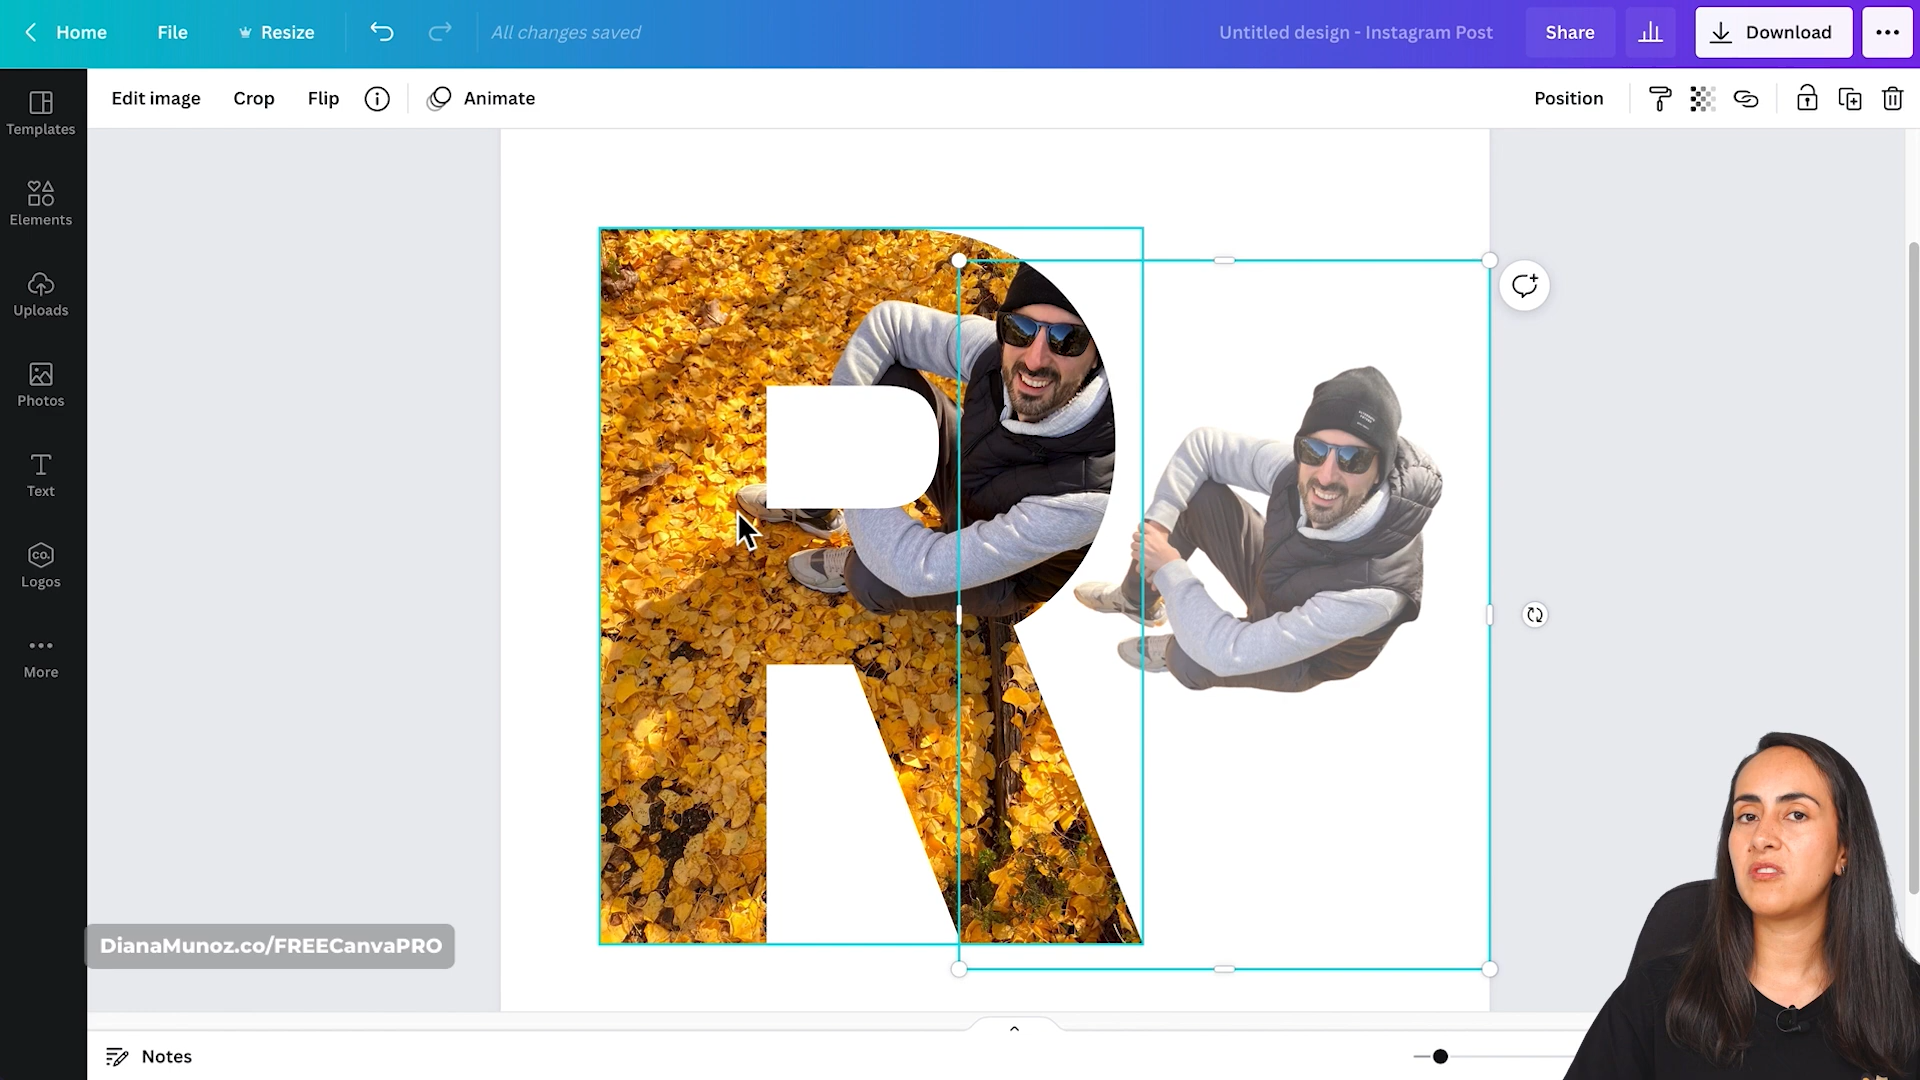 Home
File
Resize
All changes saved
Untitled design - Instagram Post
Share
Download
Edit image
Crop
Flip
Animate
Position
Templates
Elements
Uploads
Photos
Text
co.
Logos
More
DianaMunoz.co/FREECanvaPRO
Notes